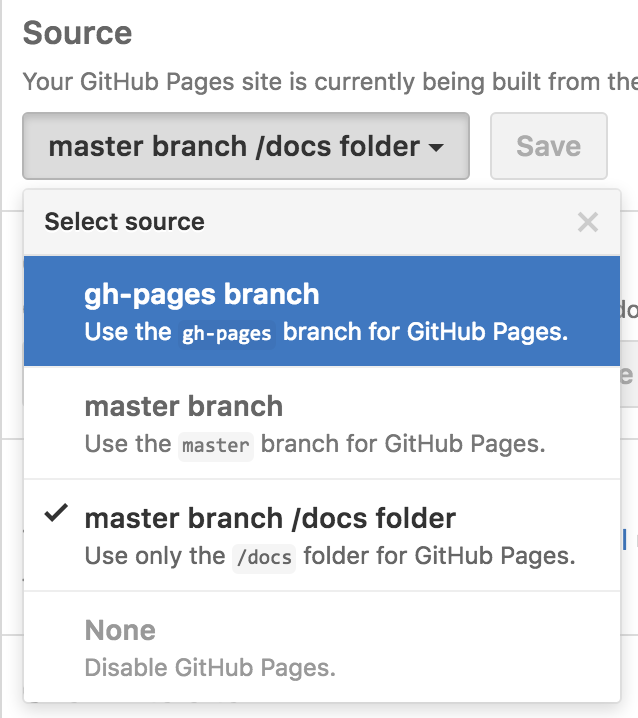 Source
Your GitHub Pages site is currently being built from the
master branch /docs folder
Save
Select source
gh-pages branch
Use the gh-pages branch for GitHub Pages.
master branch
Use the master branch for GitHub Pages.
master branch /docs folder
Use only the /docs folder for GitHub Pages.
None
Disable GitHub Pages.